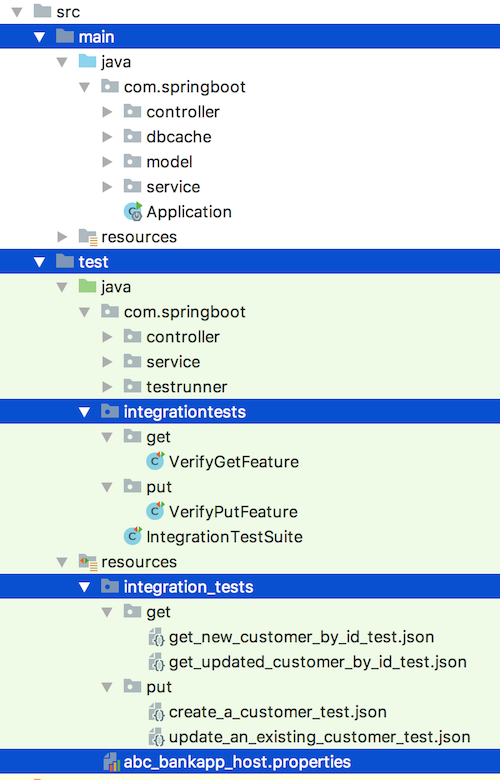 src
main
java
com.springboot
controller
dbcache
model
service
Application
resources
test
java
com.springboot
controller
service
testrunner
integrationtests
get
VerifyGetFeature
put
VerifyPutFeature
IntegrationTestSuite
resources
integration_tests
get
get_new_customer_by_id_test.json
get_updated_customer_by_id_test.json
put
create_a_customer_test.json
update_an_existing_customer_test.json
abc_bankapp_host.properties